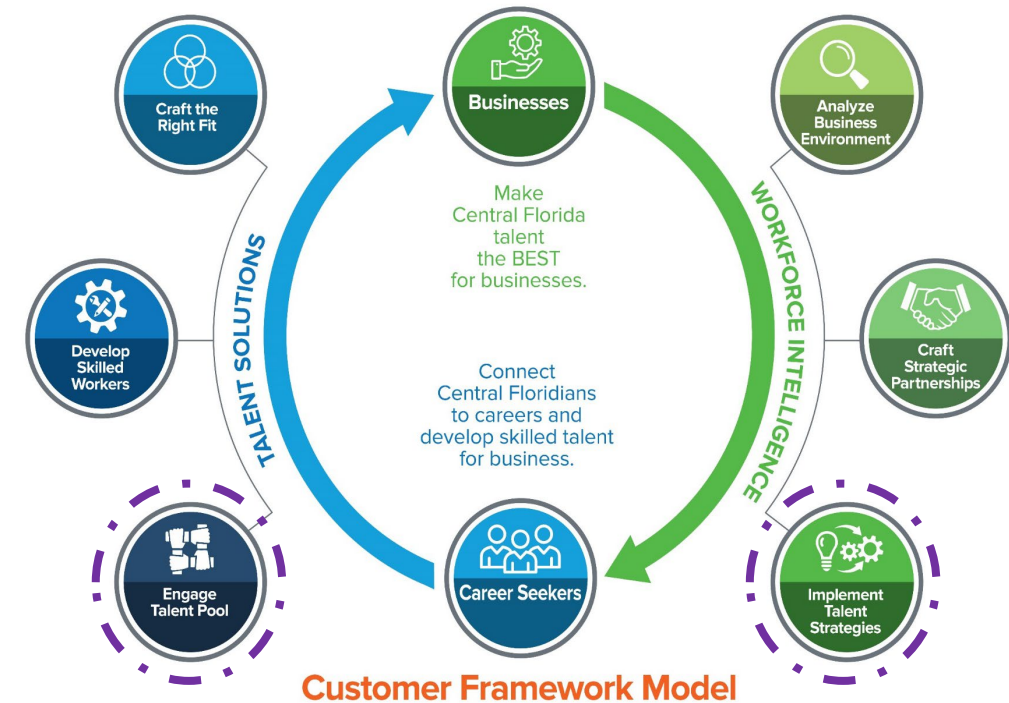 Craft the
Right Fit
Businesses
Analyze
Business
Environment
Make
Central Florida
talent
the BEST
for businesses.
TALENT SOLUTIONS
WORKFORCE INTELLIGENCE
Develop
Skilled
Workers
Craft
Strategic
Partnerships
Connect
Central Floridians
to careers and
develop skilled talent
for business.
Engage
Talent Pool
Career Seekers
Implement
Talent
Strategies
Customer Framework Model